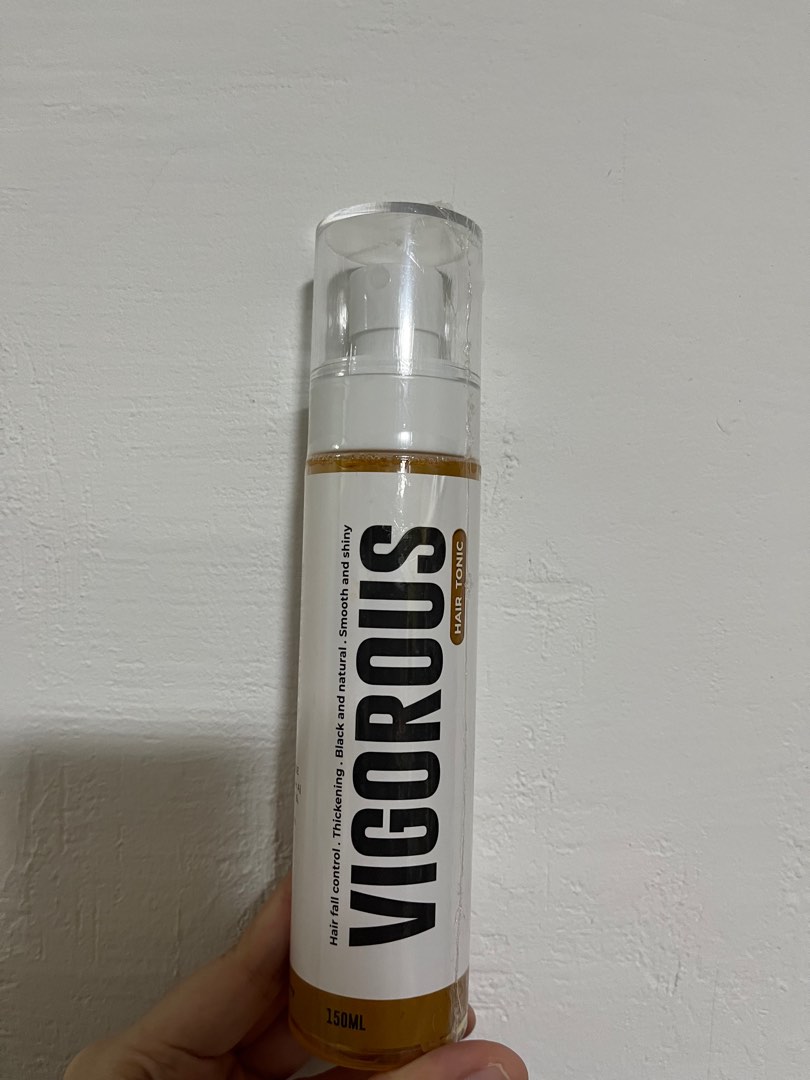 Hair fall control . Thickening . Black and natural . Smooth and shiny
VIGOROUS
HAIR TONIC
150ML